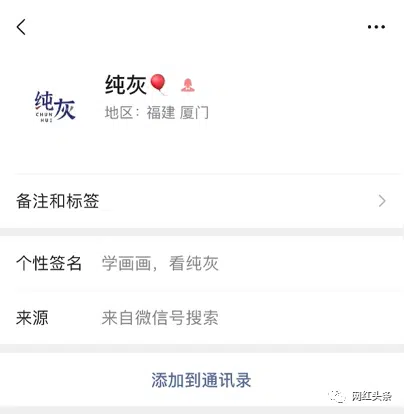 纯灰🎈
纯灰
CHUN
HUI
地区：福建 厦门
备注和标签
个性签名 学画画，看纯灰
来源 来自微信号搜索
添加到通讯录
网红头条